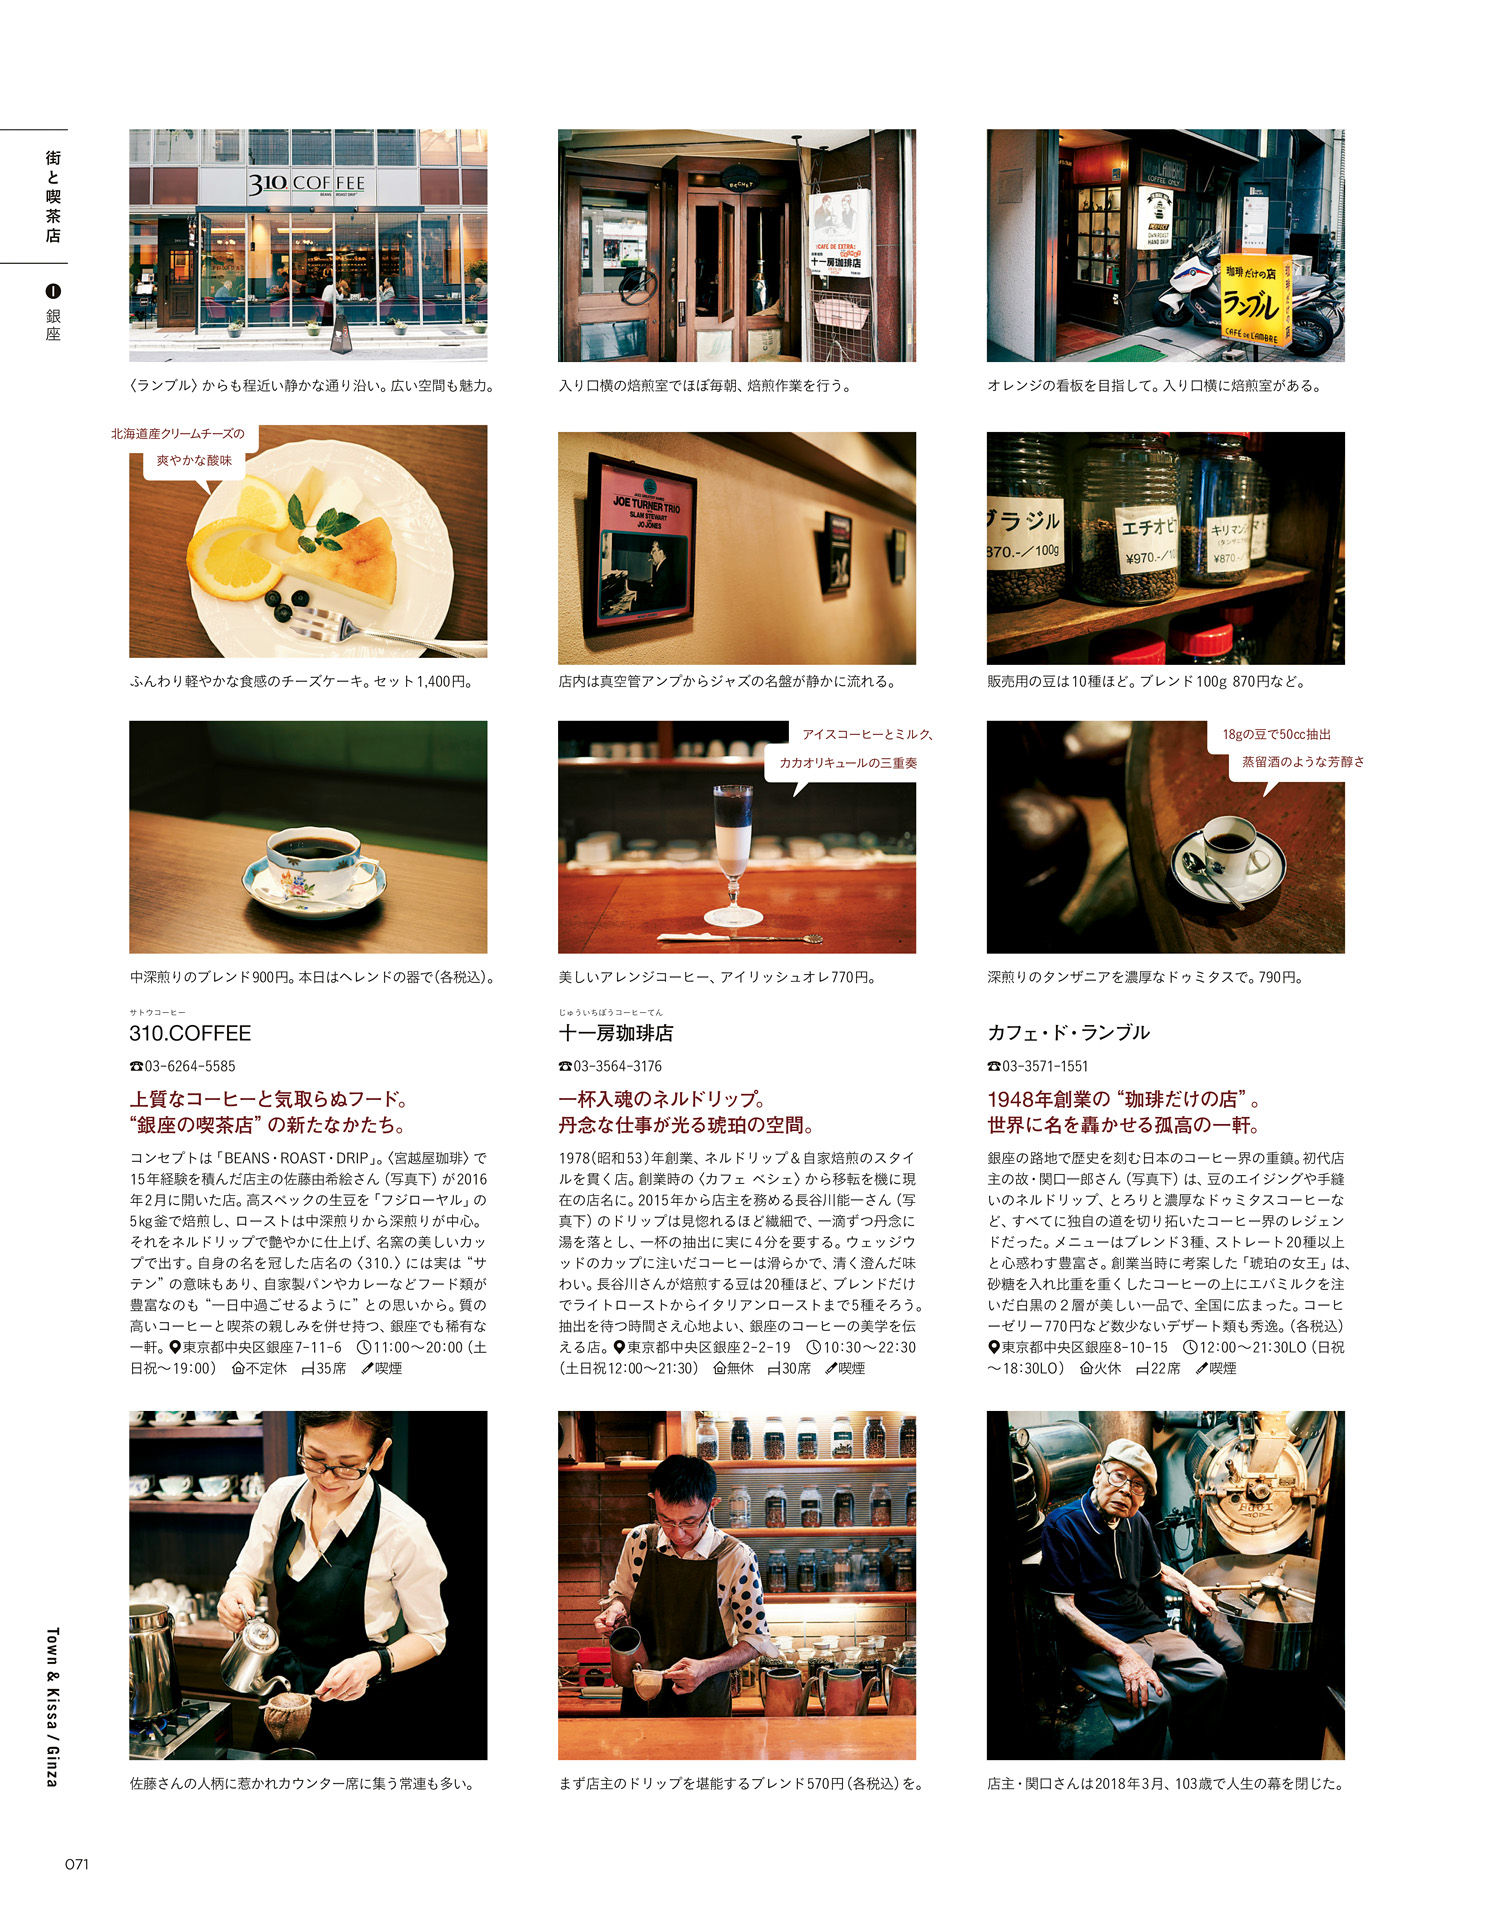 街と喫茶店
❶銀座
310.COFFEE
BEANS ROAST DRIP
〈ランブル〉からも程近い静かな通り沿い。広い空間も魅力。
北海道産クリームチーズの
爽やかな酸味
ふんわり軽やかな食感のチーズケーキ。セット1,400円。
中深煎りのブレンド900円。本日はヘレンドの器で（各税込）。
サトウコーヒー
310.COFFEE
☎03-6264-5585
上質なコーヒーと気取らぬフード。
“銀座の喫茶店”の新たなかたち。
コンセプトは「BEANS・ROAST・DRIP」。〈宮越屋珈琲〉で
15年経験を積んだ店主の佐藤由希絵さん（写真下）が2016
年2月に開いた店。高スペックの生豆を「フジローヤル」の
5kg釜で焙煎し、ローストは中深煎りから深煎りが中心。
それをネルドリップで艶やかに仕上げ、名窯の美しいカッ
プで出す。自身の名を冠した店名の〈310.〉には実は“サ
テン”の意味もあり、自家製パンやカレーなどフード類が
豊富なのも“一日中過ごせるように”との思いから。質の
高いコーヒーと喫茶の親しみを併せ持つ、銀座でも稀有な
一軒。東京都中央区銀座7-11-6　11:00〜20:00（土
日祝〜19:00）　不定休　35席　喫煙
佐藤さんの人柄に惹かれカウンター席に集う常連も多い。
BECHET
CAFÉ DE EXTRA
十一房珈琲店
入り口横の焙煎室でほぼ毎朝、焙煎作業を行う。
JOE TURNER TRIO
SLAM STEWART
JO JONES
店内は真空管アンプからジャズの名盤が静かに流れる。
アイスコーヒーとミルク、
カカオリキュールの三重奏
美しいアレンジコーヒー、アイリッシュオレ770円。
じゅういちぼうコーヒーてん
十一房珈琲店
☎03-3564-3176
一杯入魂のネルドリップ。
丹念な仕事が光る琥珀の空間。
1978（昭和53）年創業、ネルドリップ＆自家焙煎のスタイ
ルを貫く店。創業時の〈カフェ ベシェ〉から移転を機に現
在の店名に。2015年から店主を務める長谷川能一さん（写
真下）のドリップは見惚れるほど繊細で、一滴ずつ丹念に
湯を落とし、一杯の抽出に実に4分を要する。ウェッジウ
ッドのカップに注いだコーヒーは滑らかで、清く澄んだ味
わい。長谷川さんが焙煎する豆は20種ほど、ブレンドだけ
でライトローストからイタリアンローストまで5種そろう。
抽出を待つ時間さえ心地よい、銀座のコーヒーの美学を伝
える店。東京都中央区銀座2-2-19　10:30〜22:30
（土日祝12:00〜21:30）　無休　30席　喫煙
まず店主のドリップを堪能するブレンド570円（各税込）を。
L'AMBRE
COFFEE ONLY
OWN ROAST
HAND DRIP
珈琲だけの店
ランブル
CAFÉ DE L'AMBRE
オレンジの看板を目指して。入り口横に焙煎室がある。
ブラジル
870.-/100g
エチオピ
¥970.-/10
キリマン
¥870.-/
販売用の豆は10種ほど。ブレンド100g 870円など。
18gの豆で50cc抽出
蒸留酒のような芳醇さ
深煎りのタンザニアを濃厚なドゥミタスで。790円。
カフェ・ド・ランブル
☎03-3571-1551
1948年創業の“珈琲だけの店”。
世界に名を轟かせる孤高の一軒。
銀座の路地で歴史を刻む日本のコーヒー界の重鎮。初代店
主の故・関口一郎さん（写真下）は、豆のエイジングや手縫
いのネルドリップ、とろりと濃厚なドゥミタスコーヒーな
ど、すべてに独自の道を切り拓いたコーヒー界のレジェン
ドだった。メニューはブレンド3種、ストレート20種以上
と心惑わす豊富さ。創業当時に考案した「琥珀の女王」は、
砂糖を入れ比重を重くしたコーヒーの上にエバミルクを注
いだ白黒の２層が美しい一品で、全国に広まった。コーヒ
ーゼリー770円など数少ないデザート類も秀逸。（各税込）
東京都中央区銀座8-10-15　12:00〜21:30LO（日祝
〜18:30LO）　火休　22席　喫煙
店主・関口さんは2018年3月、103歳で人生の幕を閉じた。
Town & Kissa / Ginza
071